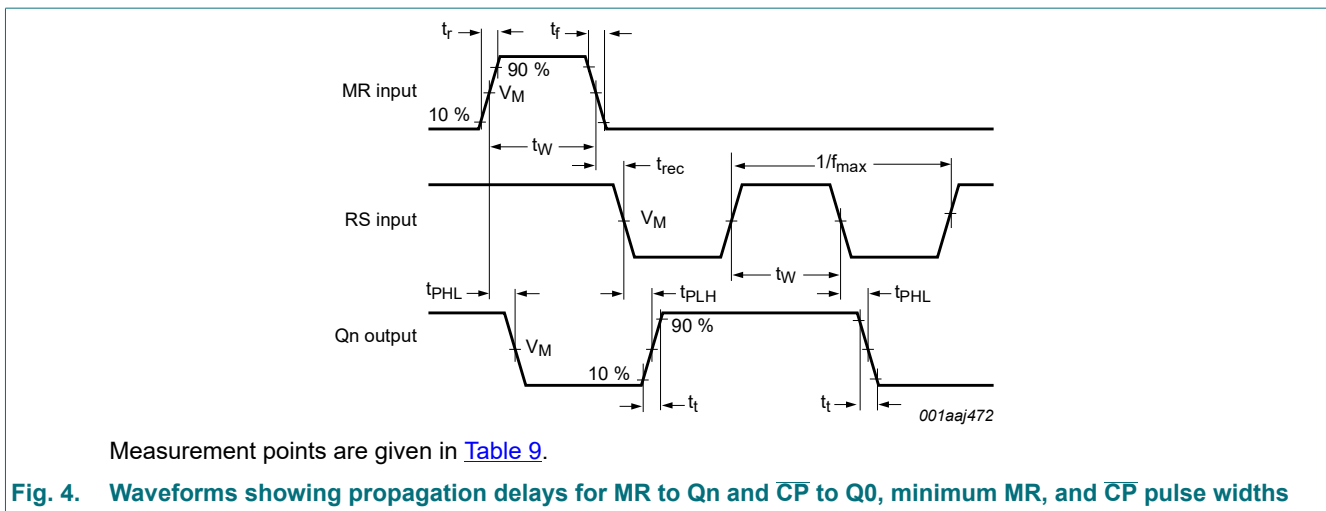 tr
tf
90 %
MR input
VM
10 %
tW
trec
1/fmax
RS input
VM
tW
tPHL
tPLH
tPHL
90 %
Qn output
VM
10 %
tt
tt
001aaj472
Measurement points are given in Table 9.
Fig. 4. Waveforms showing propagation delays for MR to Qn and C̅P̅ to Q0, minimum MR, and C̅P̅ pulse widths